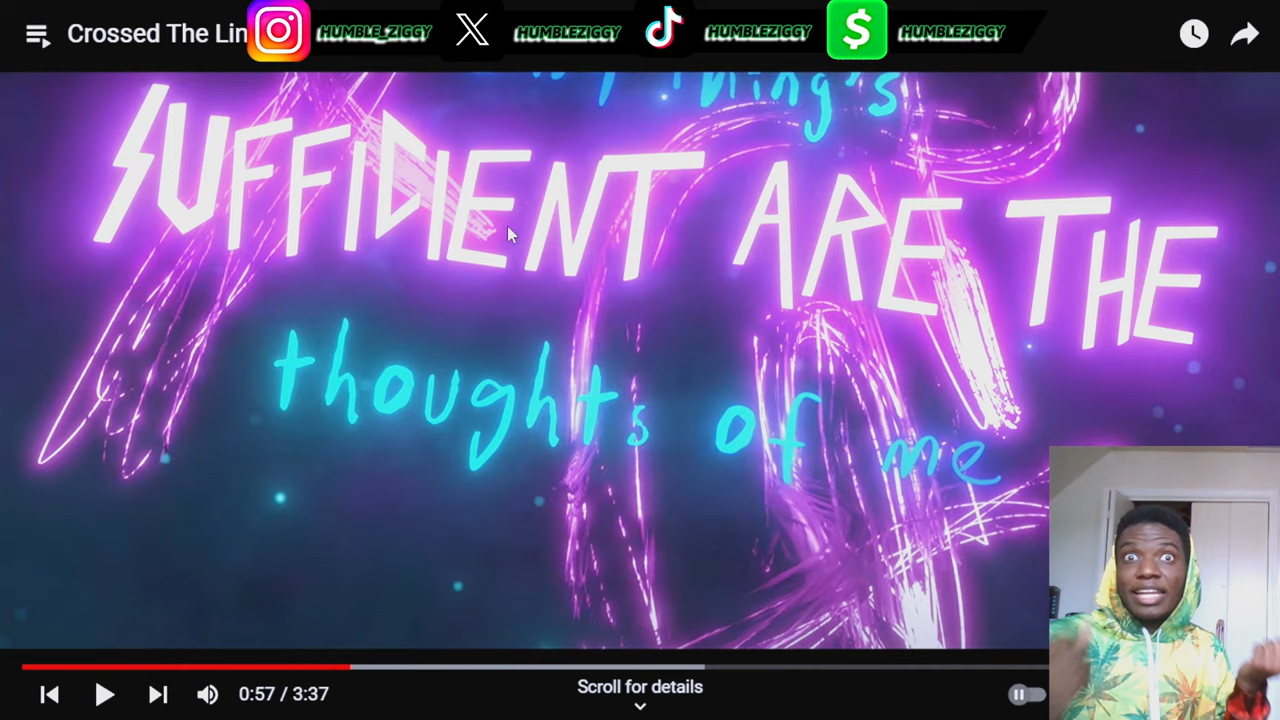 Crossed The Lin
HUMBLE_ZIGGY
HUMBLEZIGGY
HUMBLEZIGGY
$
HUMBLEZIGGY
SUFFICIENT ARE THE
thoughts of me
0:57 / 3:37
Scroll for details